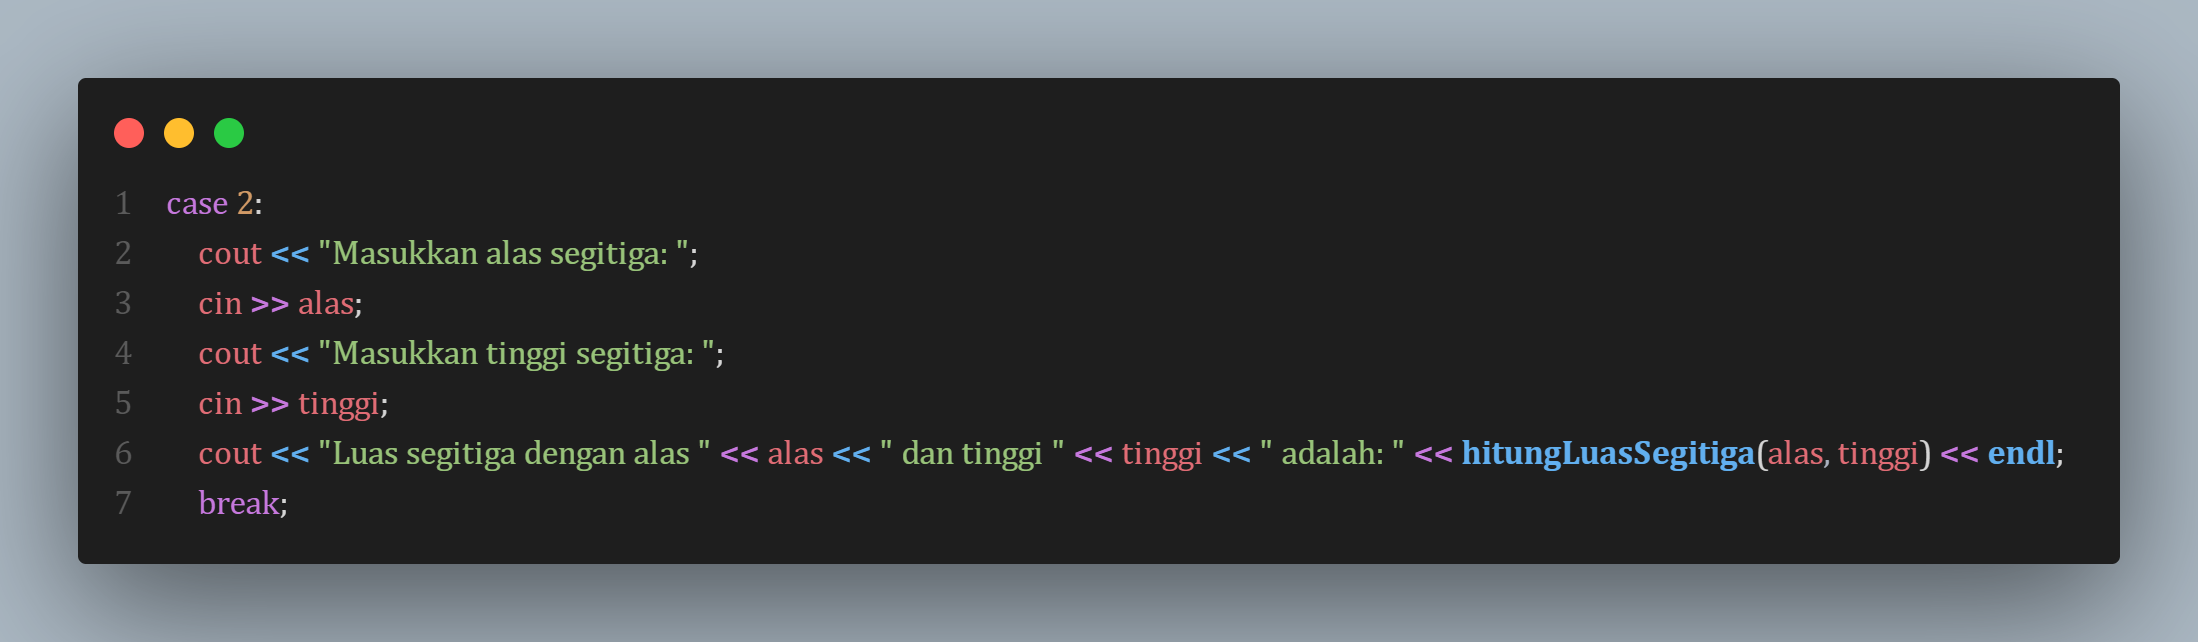 1 case 2:
2 cout << "Masukkan alas segitiga: ";
3 cin >> alas;
4 cout << "Masukkan tinggi segitiga: ";
5 cin >> tinggi;
6 cout << "Luas segitiga dengan alas " << alas << " dan tinggi " << tinggi << " adalah: " << hitungLuasSegitiga(alas, tinggi) << endl;
7 break;